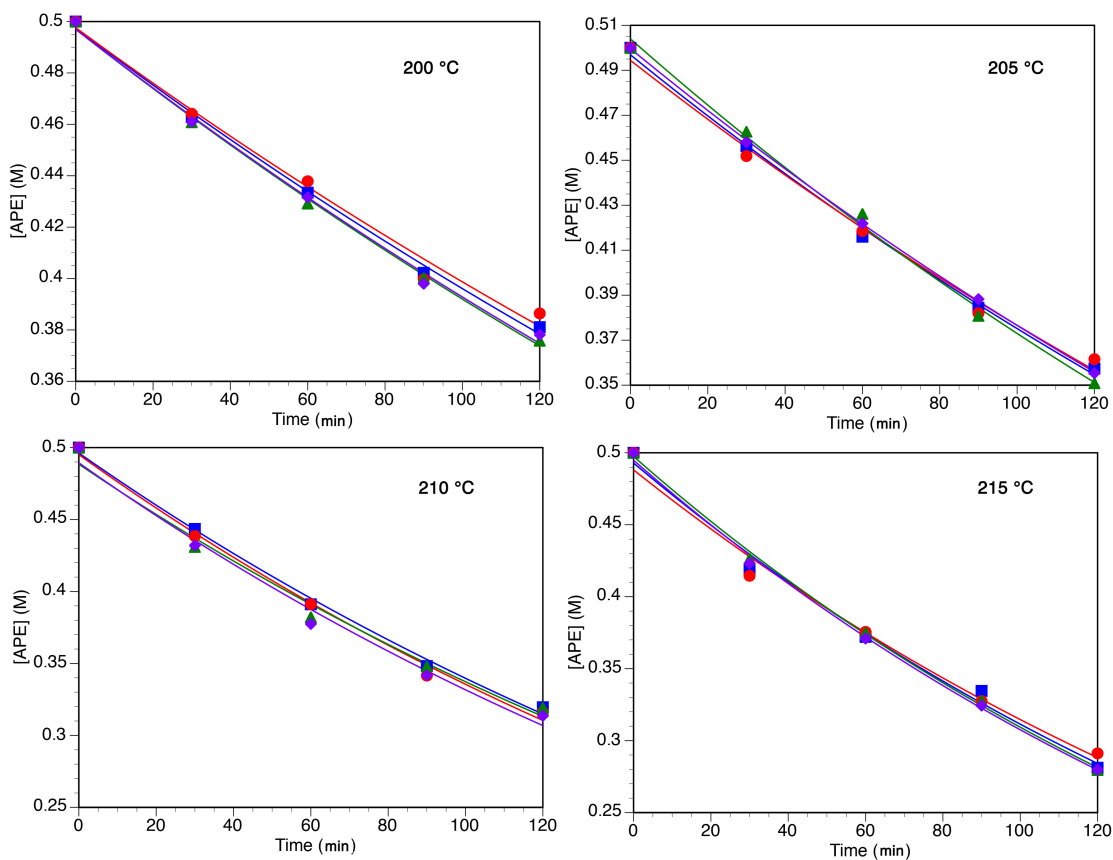 0.5
0.48
0.46
0.44
0.42
0.4
0.38
0.36
[APE] (M)
200 °C
0 20 40 60 80 100 120
Time (min)
0.51
0.49
0.47
0.45
0.43
0.41
0.39
0.37
0.35
[APE] (M)
205 °C
0 20 40 60 80 100 120
Time (min)
0.5
0.45
0.4
0.35
0.3
0.25
[APE] (M)
210 °C
0 20 40 60 80 100 120
Time (min)
0.5
0.45
0.4
0.35
0.3
0.25
[APE] (M)
215 °C
0 20 40 60 80 100 120
Time (min)